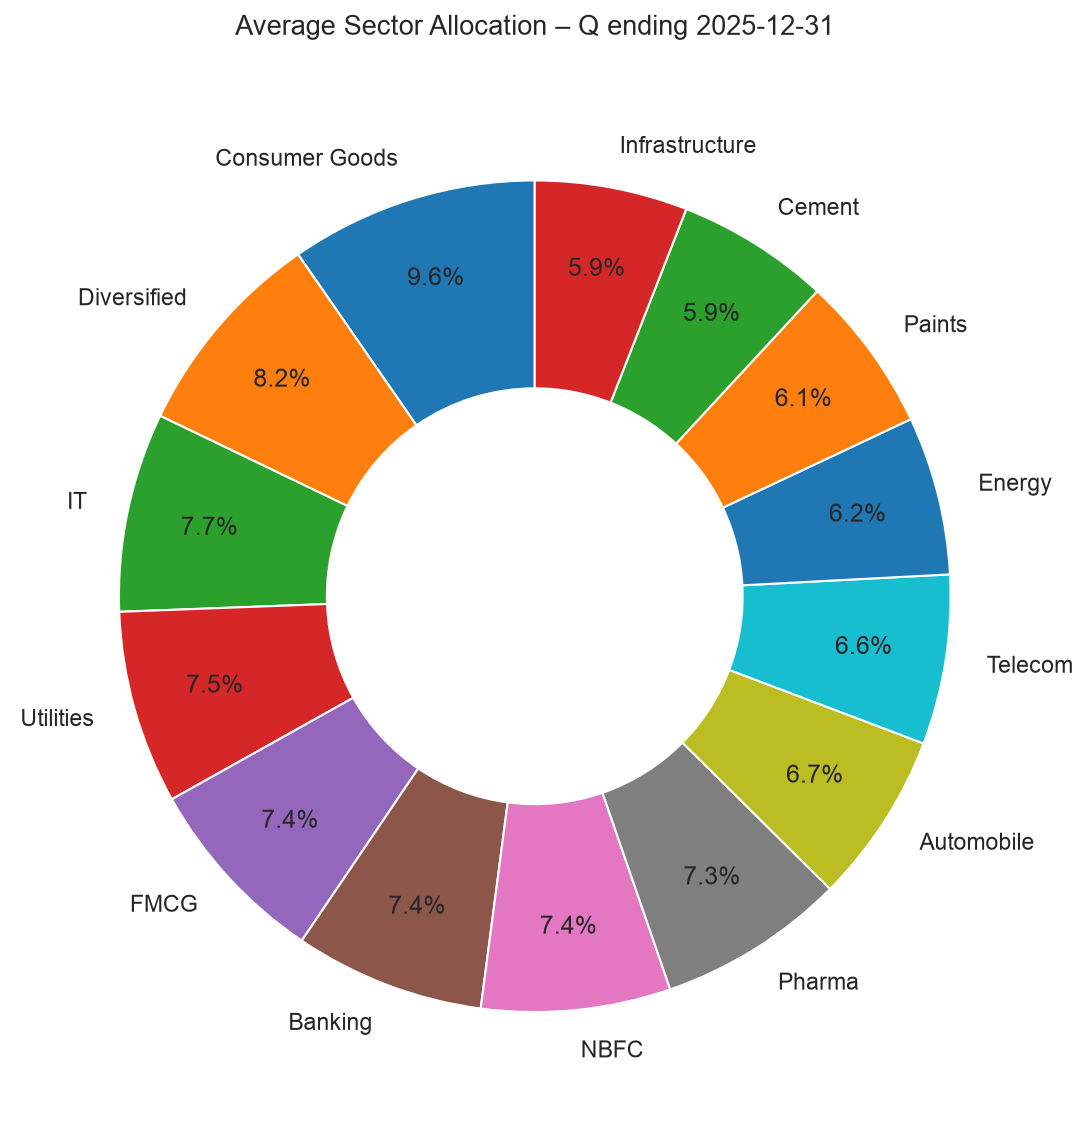 Average Sector Allocation – Q ending 2025-12-31
Infrastructure
Consumer Goods
Cement
5.9%
9.6%
Diversified
5.9%
Paints
8.2%
6.1%
Energy
IT
6.2%
7.7%
6.6%
Telecom
7.5%
Utilities
6.7%
7.4%
Automobile
7.3%
FMCG
7.4%
7.4%
Pharma
Banking
NBFC